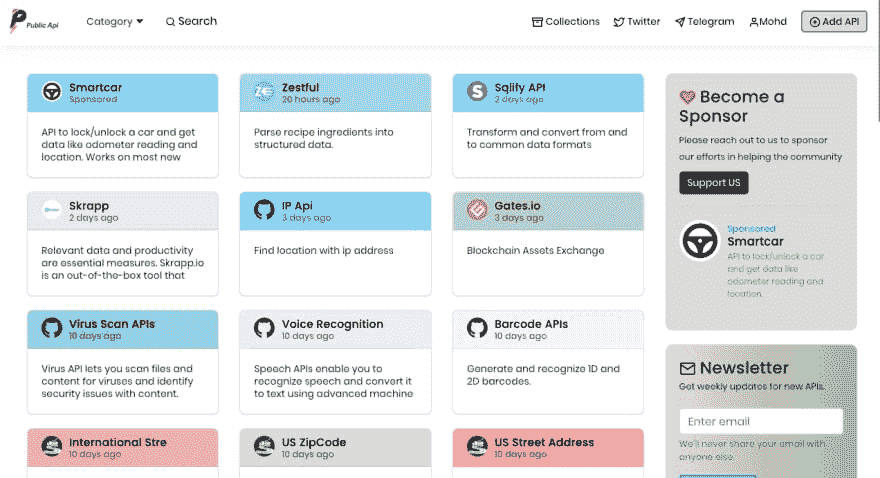 Public Api
Category
Search
Collections
Twitter
Telegram
Mohd
Add API
Smartcar
Sponsored
API to lock/unlock a car and get
data like odometer reading and
location. Works on most new
Zestful
20 hours ago
Parse recipe ingredients into
structured data.
Sqlify API
2 days ago
Transform and convert from and
to common data formats
Skrapp
2 days ago
Relevant data and productivity
are essential measures. Skrapp.io
is an out-of-the-box tool that
IP Api
3 days ago
Find location with ip address
Gates.io
3 days ago
Blockchain Assets Exchange
Virus Scan APIs
10 days ago
Virus API lets you scan files and
content for viruses and identify
security issues with content.
Voice Recognition
10 days ago
Speech APIs enable you to
recognize speech and convert it
to text using advanced machine
Barcode APIs
10 days ago
Generate and recognize 1D and
2D barcodes.
International Stre
10 days ago
US ZipCode
10 days ago
US Street Address
10 days ago
Become a
Sponsor
Please reach out to us to sponsor
our efforts in helping the community
Support US
Sponsored
Smartcar
API to lock/unlock a car
and get data like
odometer reading and
location.
Newsletter
Get weekly updates for new APIs.
Enter email
We'll never share your email with
anyone else.